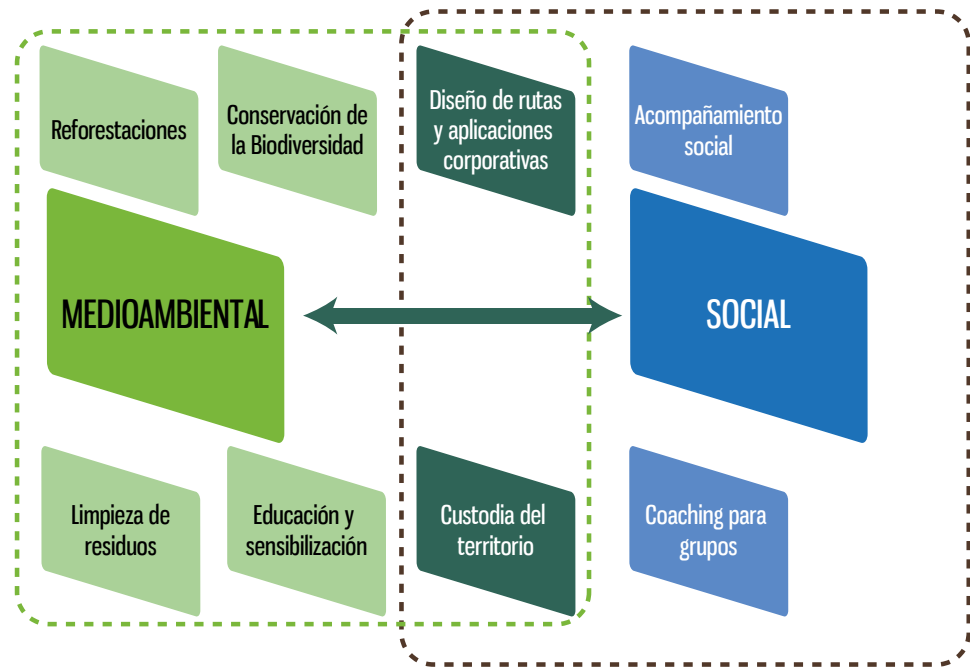 Reforestaciones
Conservación de
la Biodiversidad
Diseño de rutas
y aplicaciones
corporativas
Acompañamiento
social
MEDIOAMBIENTAL
SOCIAL
Limpieza de
residuos
Educación y
sensibilización
Custodia del
territorio
Coaching para
grupos